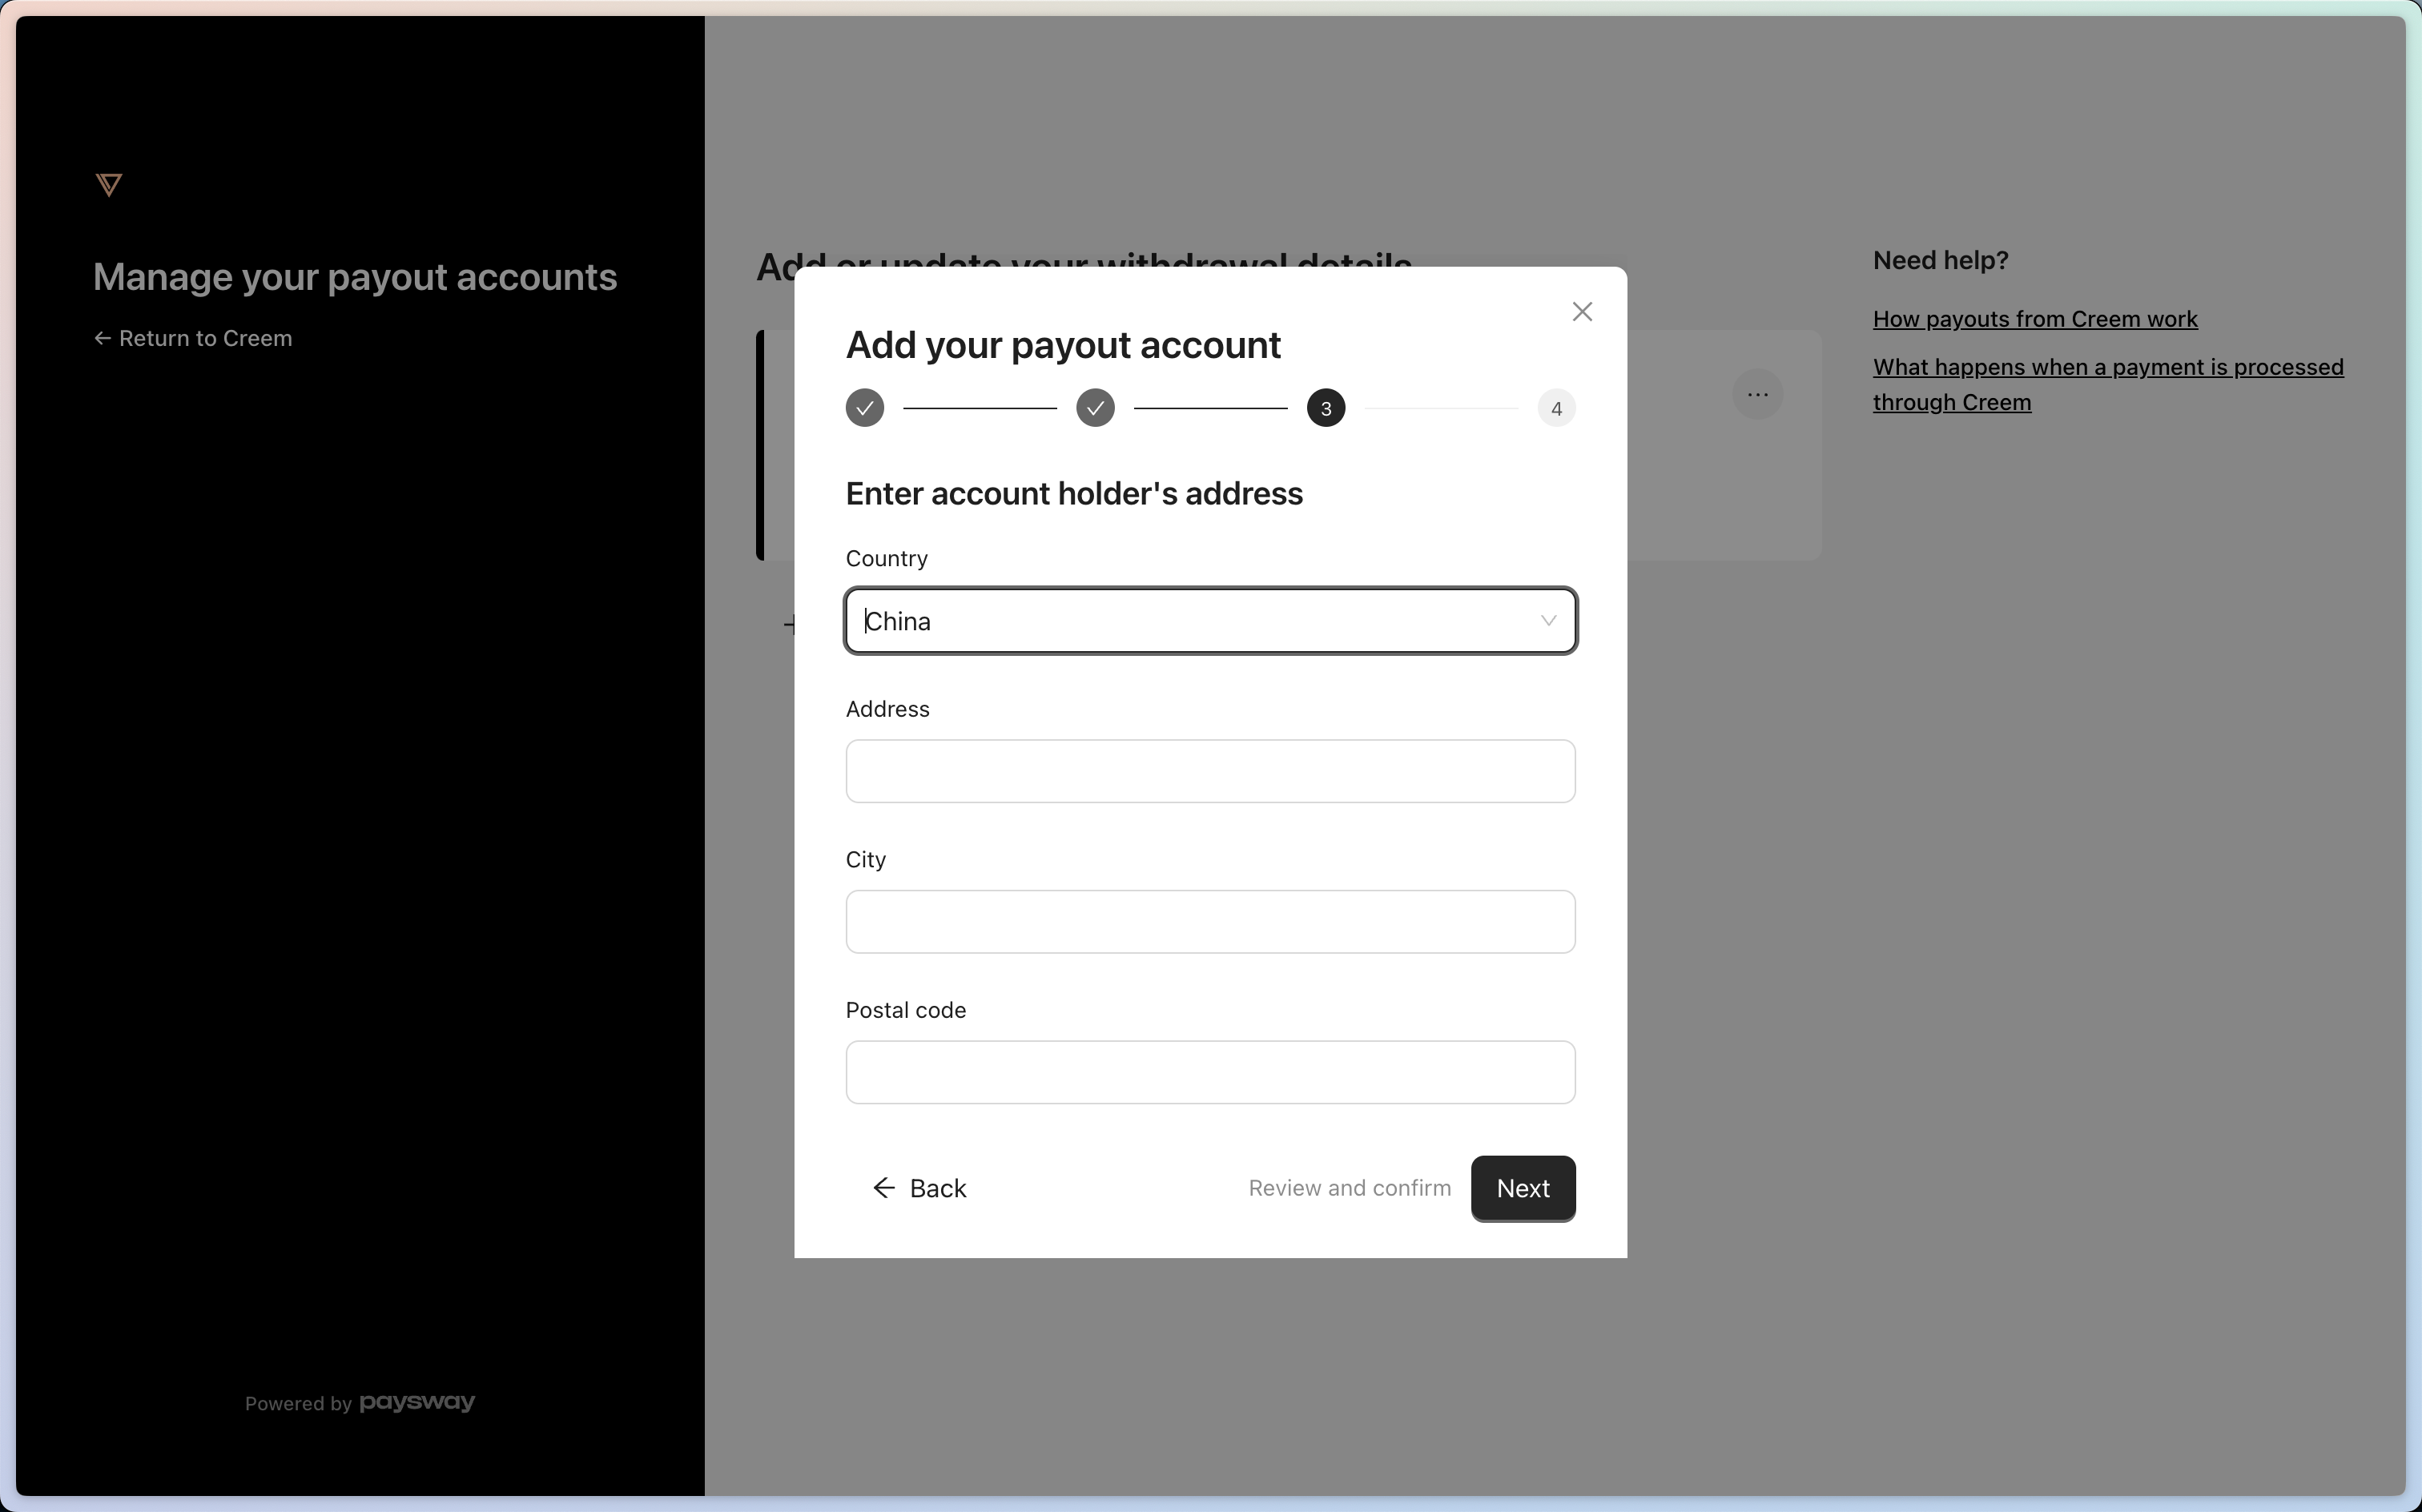 Manage your payout accounts
← Return to Creem
Powered by paysway
Add or update your withdrawal details
Need help?
How payouts from Creem work
What happens when a payment is processed
through Creem
Add your payout account
3
4
Enter account holder's address
Country
China
Address
City
Postal code
← Back
Review and confirm
Next